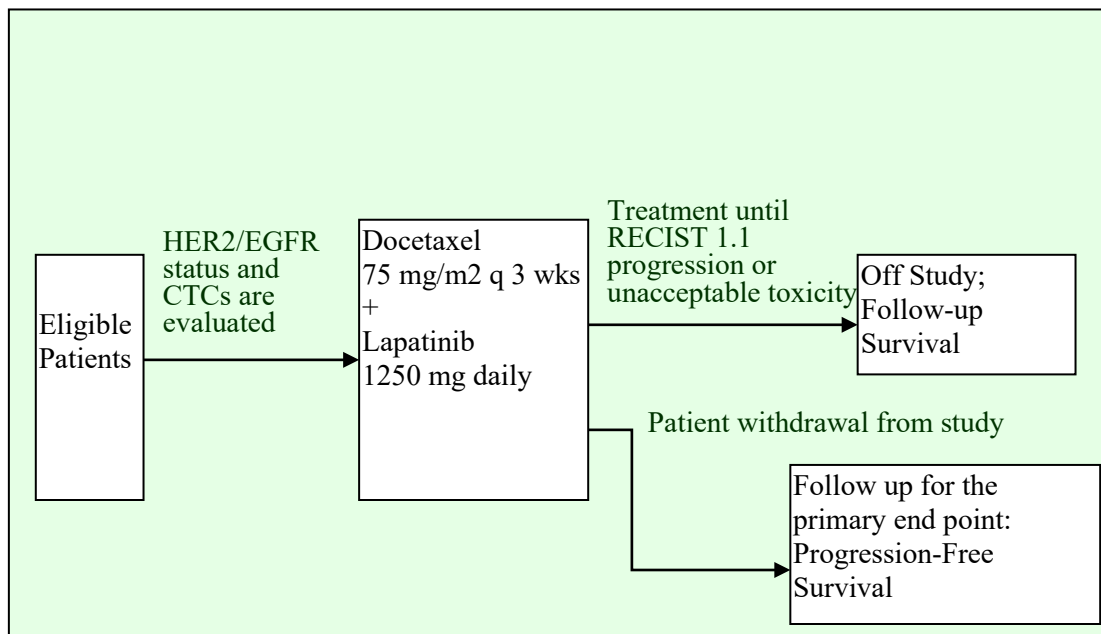 Eligible
Patients
HER2/EGFR
status and
CTCs are
evaluated
Docetaxel
75 mg/m2 q 3 wks
+
Lapatinib
1250 mg daily
Treatment until
RECIST 1.1
progression or
unacceptable toxicity
Off Study;
Follow-up
Survival
Patient withdrawal from study
Follow up for the
primary end point:
Progression-Free
Survival